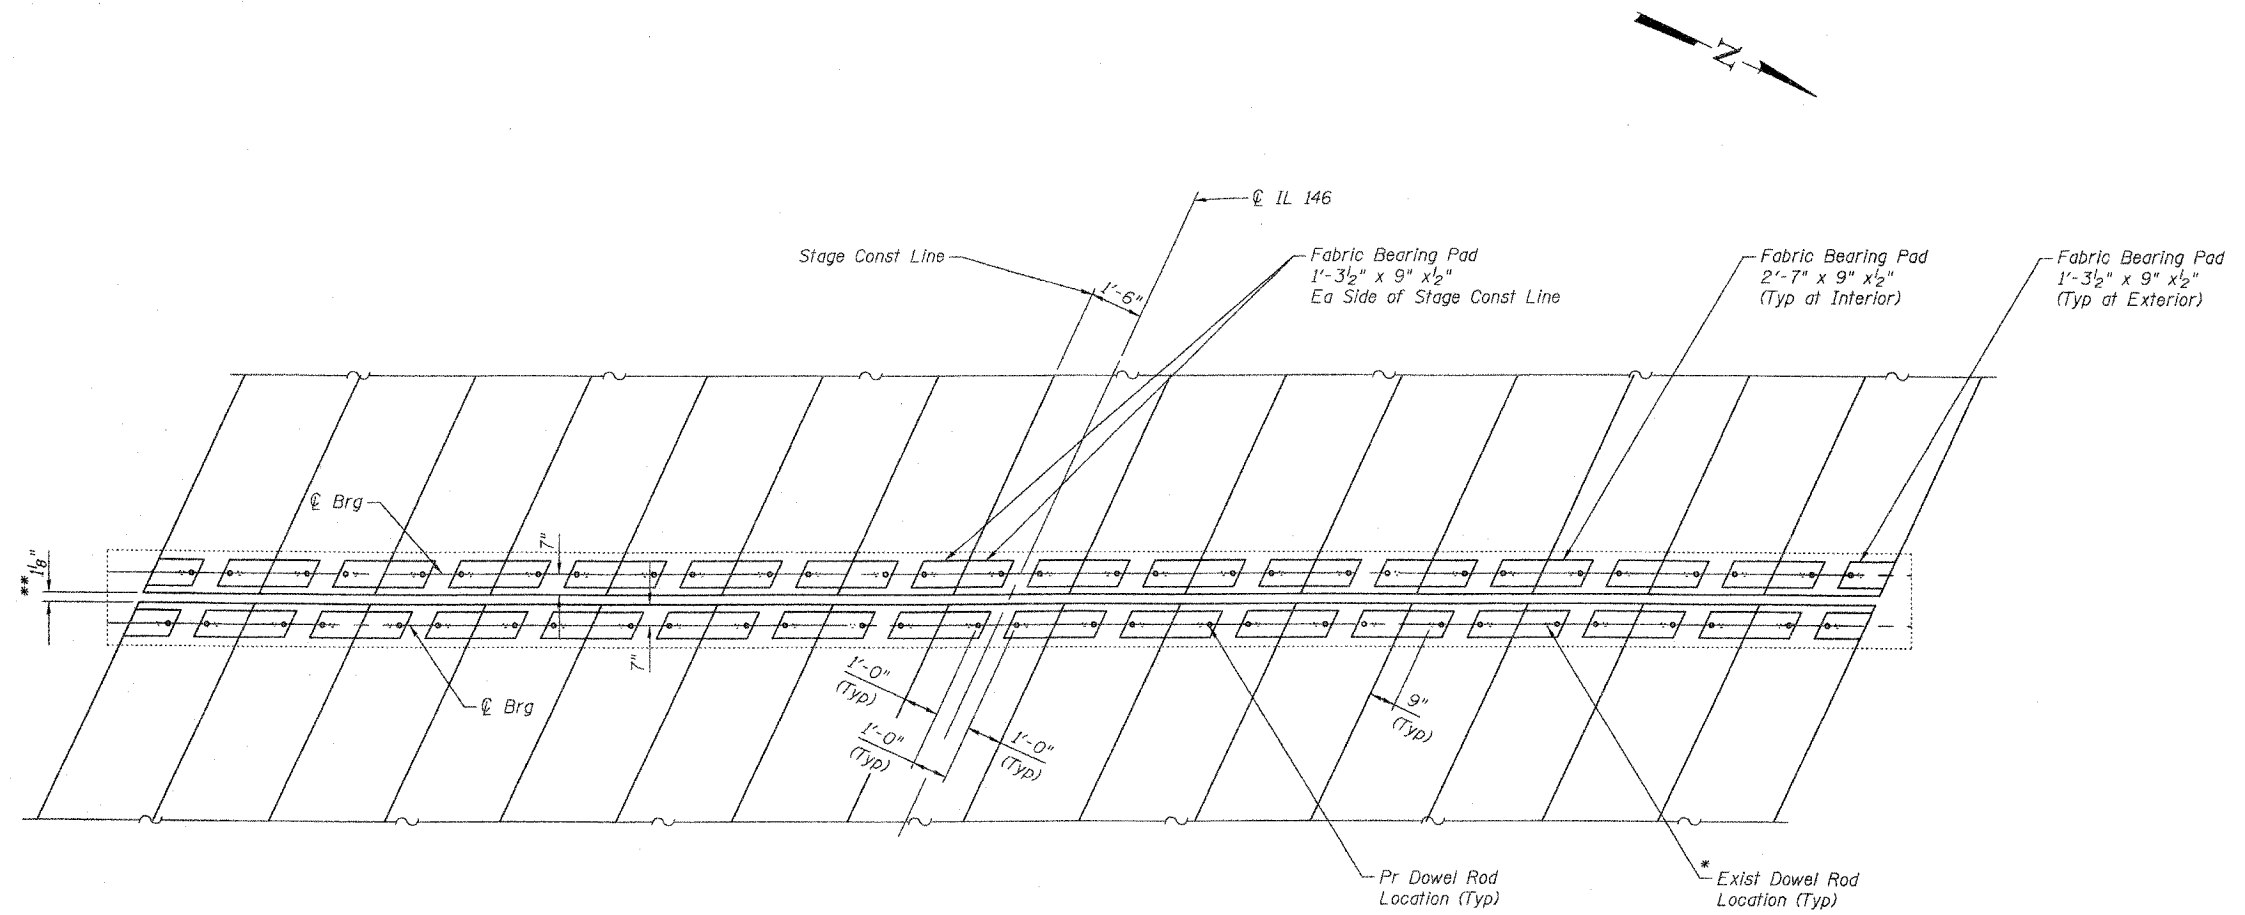 N
℄ IL 146
Stage Const Line
1'-6"
Fabric Bearing Pad
1'-3½" x 9" x½"
Ea Side of Stage Const Line
Fabric Bearing Pad
2'-7" x 9" x½"
(Typ at Interior)
Fabric Bearing Pad
1'-3½" x 9" x½"
(Typ at Exterior)
℄ Brg
7"
** 1⅛"
7"
℄ Brg
1'-0"
(Typ)
1'-0"
(Typ)
1'-0"
(Typ)
9"
(Typ)
Pr Dowel Rod
Location (Typ)
* Exist Dowel Rod
Location (Typ)